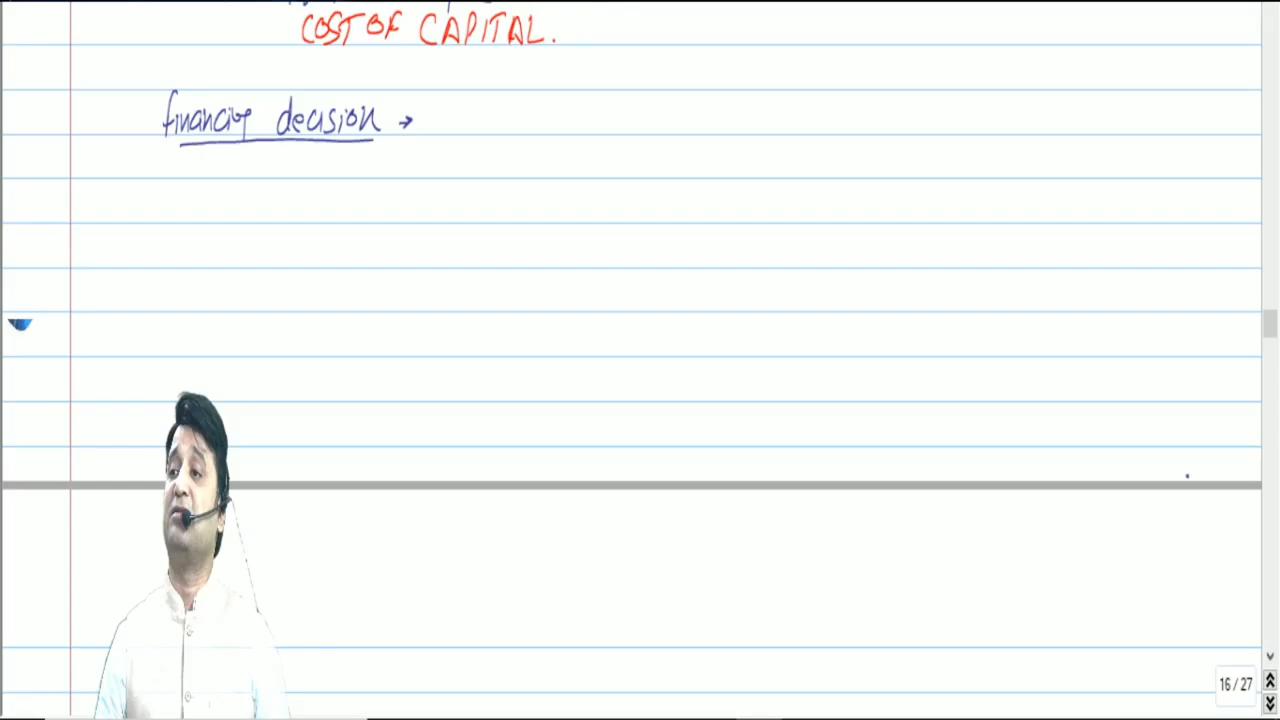 COST OF CAPITAL.
financing decision →
16 / 27